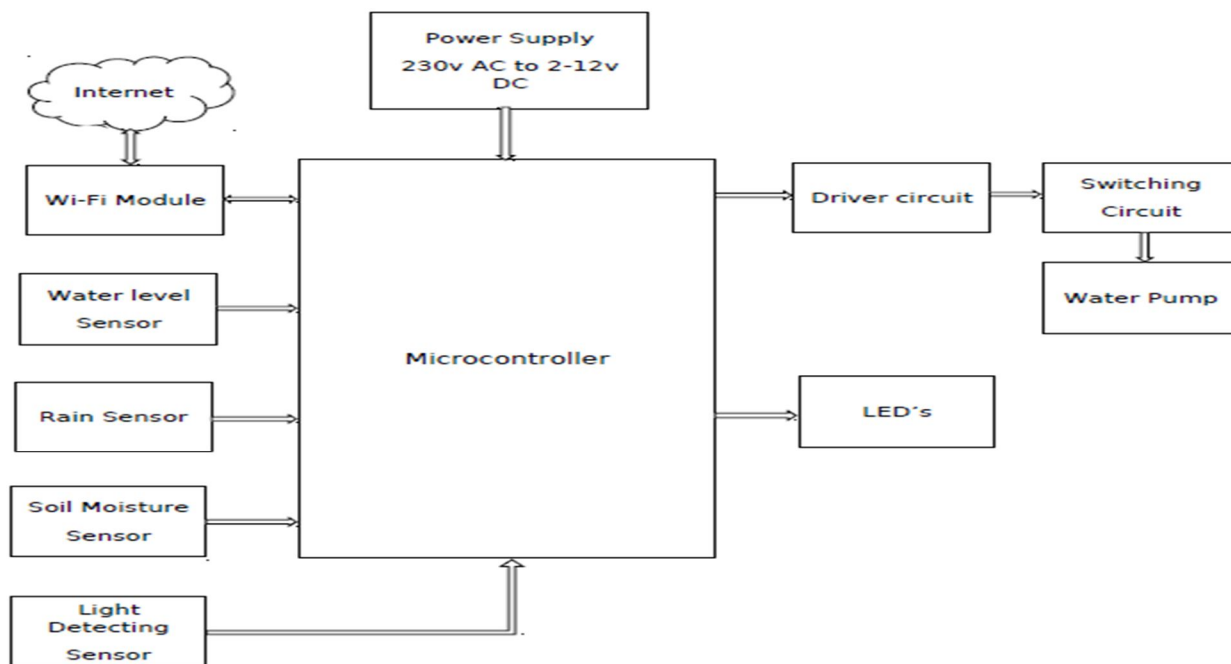 Power Supply
230v AC to 2-12v
DC
Internet
Wi-Fi Module
Driver circuit
Switching
Circuit
Water level
Sensor
Water Pump
Microcontroller
Rain Sensor
LED´s
Soil Moisture
Sensor
Light
Detecting
Sensor